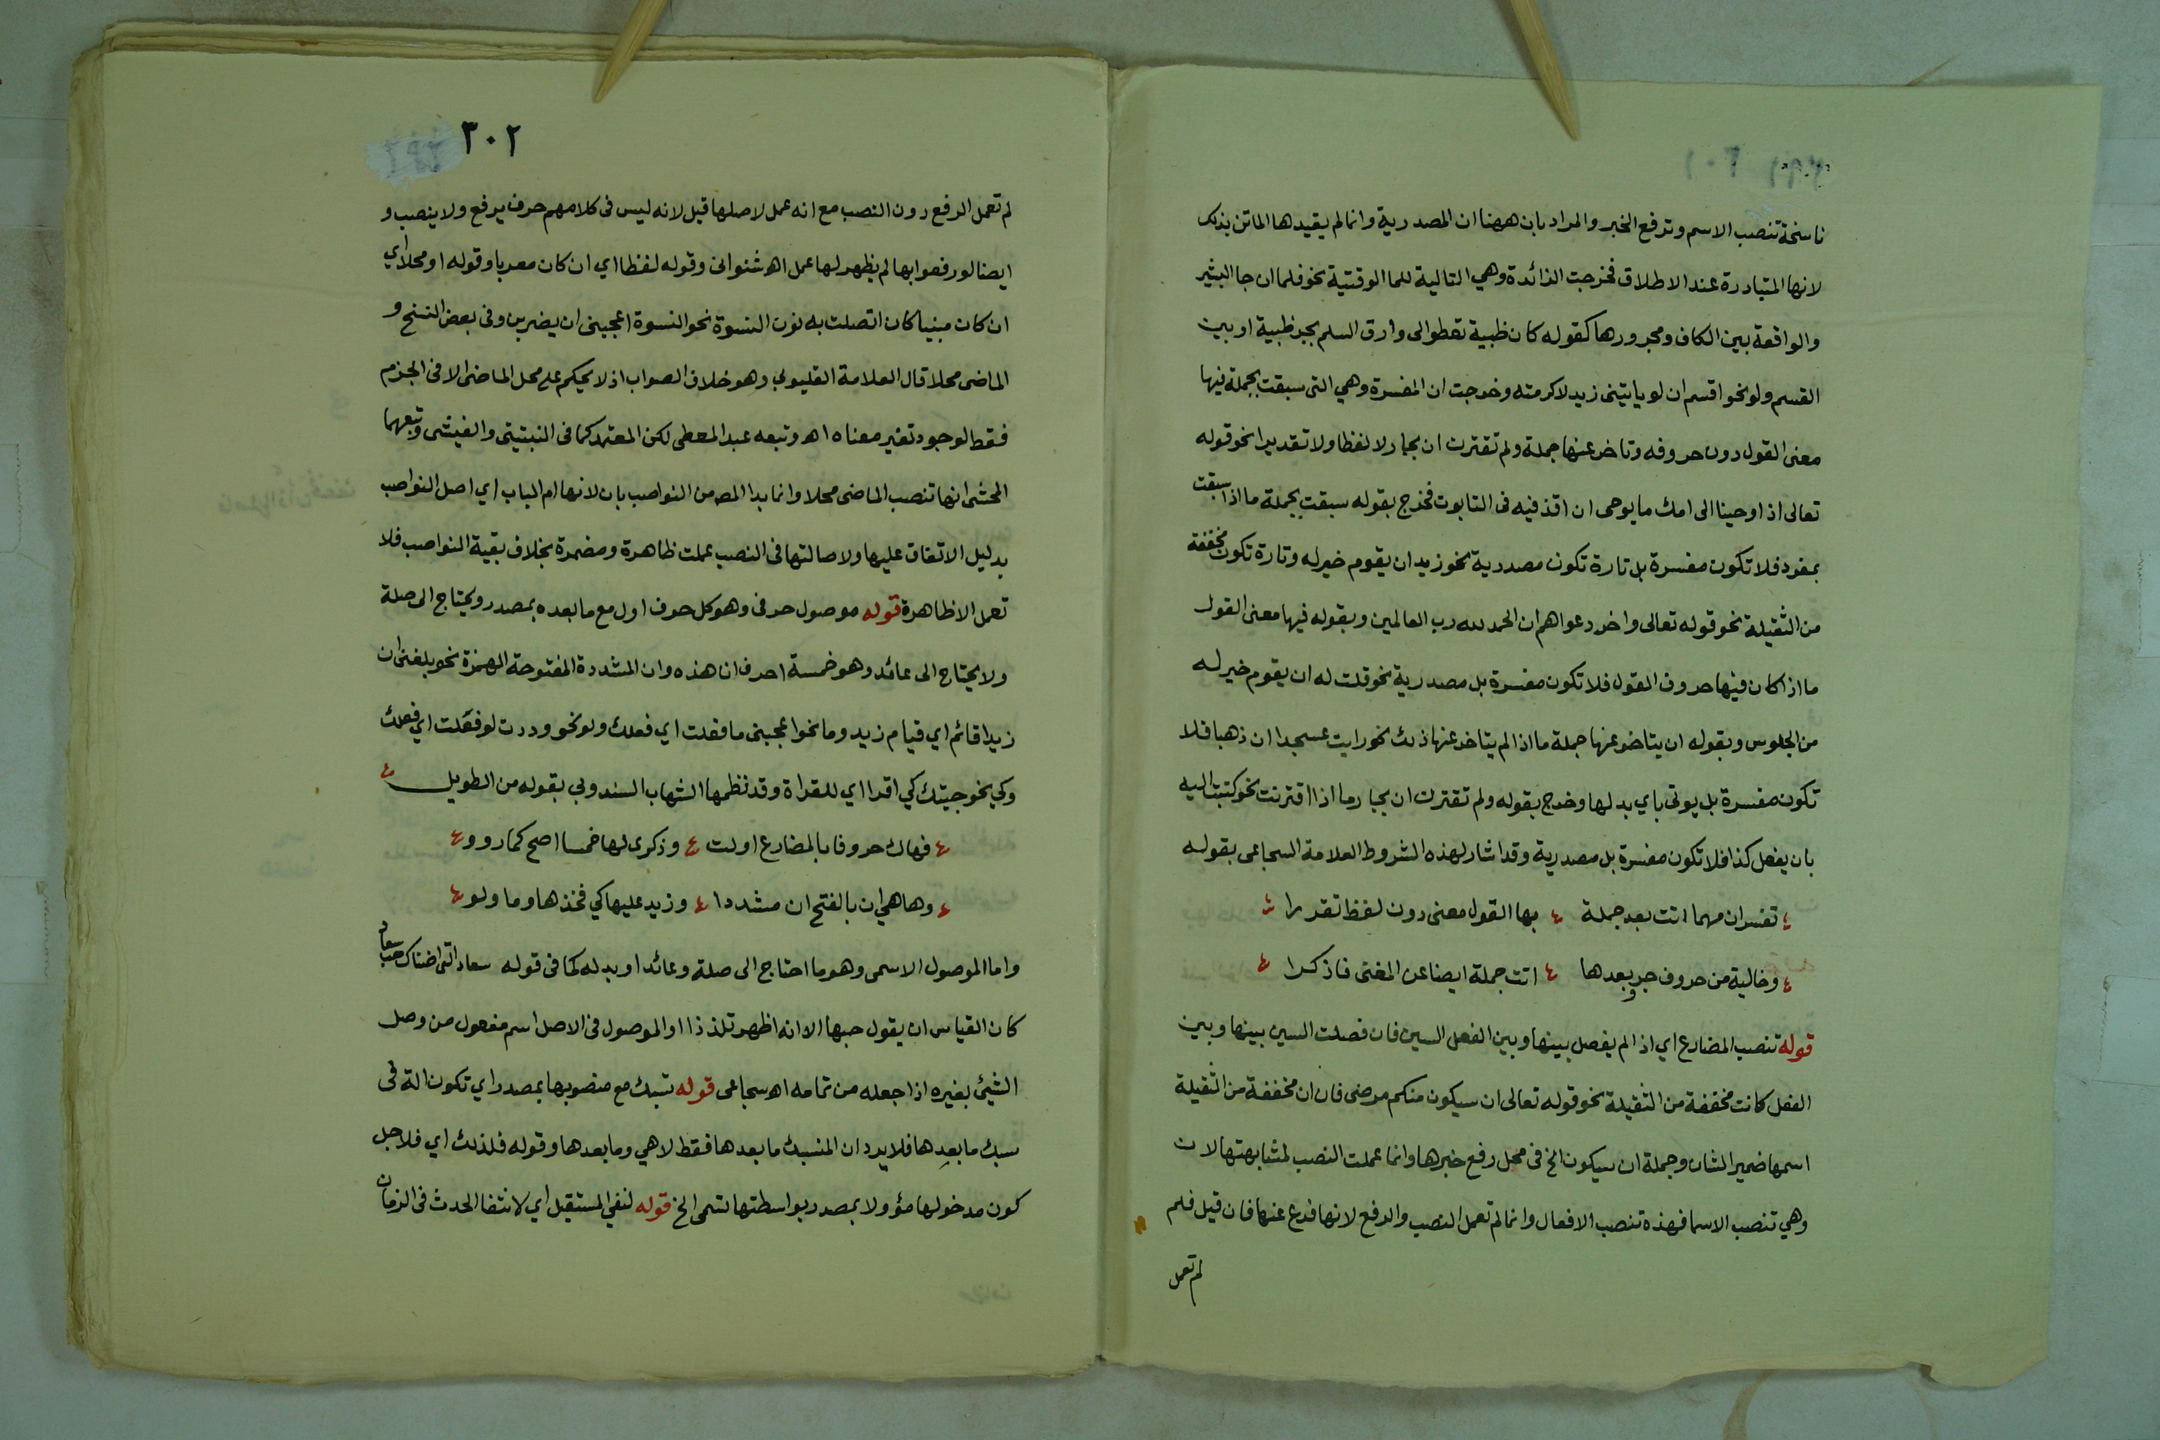 ناسخة تنصب الاسم وترفع الخبر والمراد بان ههنا ان المصدرية وانما لم يقيدها الماتن بذلك
لانها المتبادرة عند الاطلاق فخرجت الزائدة وهي التالية للما الوقتية نحو فلما ان جا البشير
والواقعة بين الكاف ومجرورها كقوله كان ظبية تعطوا الى وارق السلم بجر ظبية او بين
القسم ولو نحو اقسم ان لو ياتيني زيد لاكرمته وخرجت ان المفسرة وهي التي سبقت بجملة فيها
معنى القول دون حروفه وتاخر عنها جملة ولم تقترن ان بجار لا لفظا ولا تقديرا نحو قوله
تعالى اذ اوحينا الى امك ما يوحى ان اقذفيه في التابوت فخرج بقوله سبقت بجملة ما اذا سبقت
بمفرد فلا تكون مفسرة بل تارة تكون مصدرية نحو زيد ان يقوم خير له وتارة تكون مخففة
من الثقيلة نحو قوله تعالى واخر دعواهم ان الحمد لله رب العالمين وبقوله فيها معنى القول
ما اذا كان فيها حروف القول فلا تكون مفسرة بل مصدرية نحو قلت له ان يقوم خير له
من الجلوس وبقوله ان يتاخر عنها جملة ما اذا لم يتاخر عنها ذلك نحو رايت عسجدا ان ذهبا فلا
تكون مفسرة بل يوتى باي بدلها وخرج بقوله ولم تقترن ان بجار ما اذا اقترنت نحو كتبت اليه
بان يفعل كذا فلا تكون مفسرة بل مصدرية وقد اشار لهذه الشروط العلامة السجاعي بقوله
تفسر ان مهما اتت بعد جملة بها القول معنى دون لفظ تقررا
وخالية من حروف جر وبعدها اتت جملة ايضا عن المغني فاذكرا
قوله تنصب المضارع اي اذا لم يفصل بينها وبين الفعل السين فان فصلت السين بينها وبين
الفعل كانت مخففة من الثقيلة نحو قوله تعالى ان سيكون منكم مرضى فان ان مخففة من الثقيلة
اسمها ضمير الشان وجملة ان سيكون الخ في محل رفع خبرها وانما عملت النصب لمشابهتها لان
وهي تنصب الاسما فهذه تنصب الافعال وانما لم تعمل النصب والرفع لانها فرع عنها فان قيل فلم
لم تعمل
٣٠٢
لم تعمل الرفع دون النصب مع انه عمل لاصلها قيل لانه ليس في كلامهم حرف يرفع ولا ينصب و
ايضا لو رفعوا بها لم يظهر لها عمل اهـ شنواني وقوله لفظا اي ان كان معربا وقوله او محلا اي
ان كان مبنيا كان اتصلت به نون النسوة نحو النسوة اعجبني ان يضربن وفي بعض النسخ و
الماضي محلا قال العلامة القليوبي وهو خلاف الصواب اذ لا يحكم على محل الماضي الا في الجزم
فقط لوجود تغير معناه اهـ وتبعه عبد المعطى لكن المعتمد كما في النبتيتي والفيشي وتبعهما
المحشى انها تنصب الماضي محلا وانما بدا المص من النواصب بان لانها ام الباب اي اصل النواصب
بدليل الاتفاق عليها ولاصالتها في النصب عملت ظاهرة ومضمرة بخلاف بقية النواصب فلا
تعمل الا ظاهرة قوله موصول حرفي وهو كل حرف اول مع ما بعده بمصدر ويحتاج الى صلة
ولا يحتاج الى عائد وهو خمسة احرف ان هذه وان المشددة المفتوحة الهمزة نحو بلغني ان
زيدا قائم اي قيام زيد وما نحو اعجبني ما فعلت اي فعلك ولو نحو وددت لو فعلت اي فعلك
وكي نحو جيتك كي اقرا اي للقراة وقد نظمها الشهاب السندوبي بقوله من الطويل
فهاك حروفا بالمضارع اولت وذكري لها خمسا اصح كما رووا
وها هي ان بالفتح ان مشددا وزيد عليها كي فخذها وما ولو
واما الموصول الاسمي وهو ما احتاج الى صلة وعائد او بدله كما في قوله سعاد التي اضناك حب سعاد
كان القياس ان يقول حبها الا انه اظهر تلذذا والموصول في الاصل اسم مفعول من وصل
الشيئ بغيره اذا جعله من تمامه اهـ سجاعي قوله تسبك مع منصوبها بمصدر اي تكون الة في
سبك ما بعدها فلا يرد ان المنسبك ما بعدها فقط لا هي وما بعدها وقوله فلذلك اي فلاجل
كون مدخولها مؤولا بمصدر بواسطتها تسمى الخ قوله لنفي المستقبل اي لانتفا الحدث في الزمان